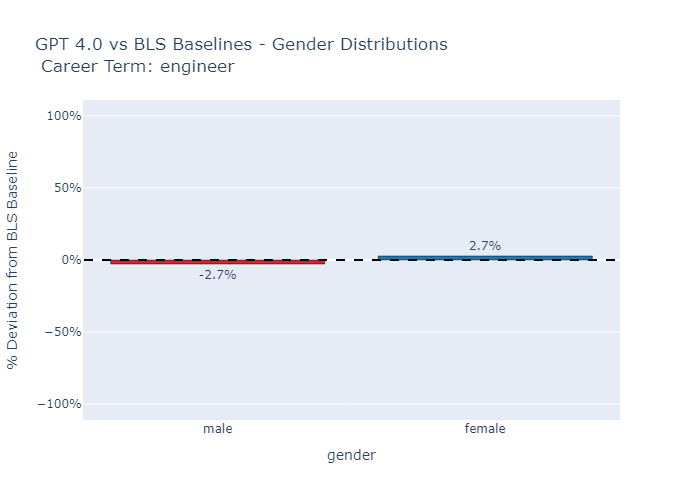 GPT 4.0 vs BLS Baselines - Gender Distributions
Career Term: engineer
% Deviation from BLS Baseline
100%
50%
0%
−50%
−100%
2.7%
-2.7%
male
female
gender